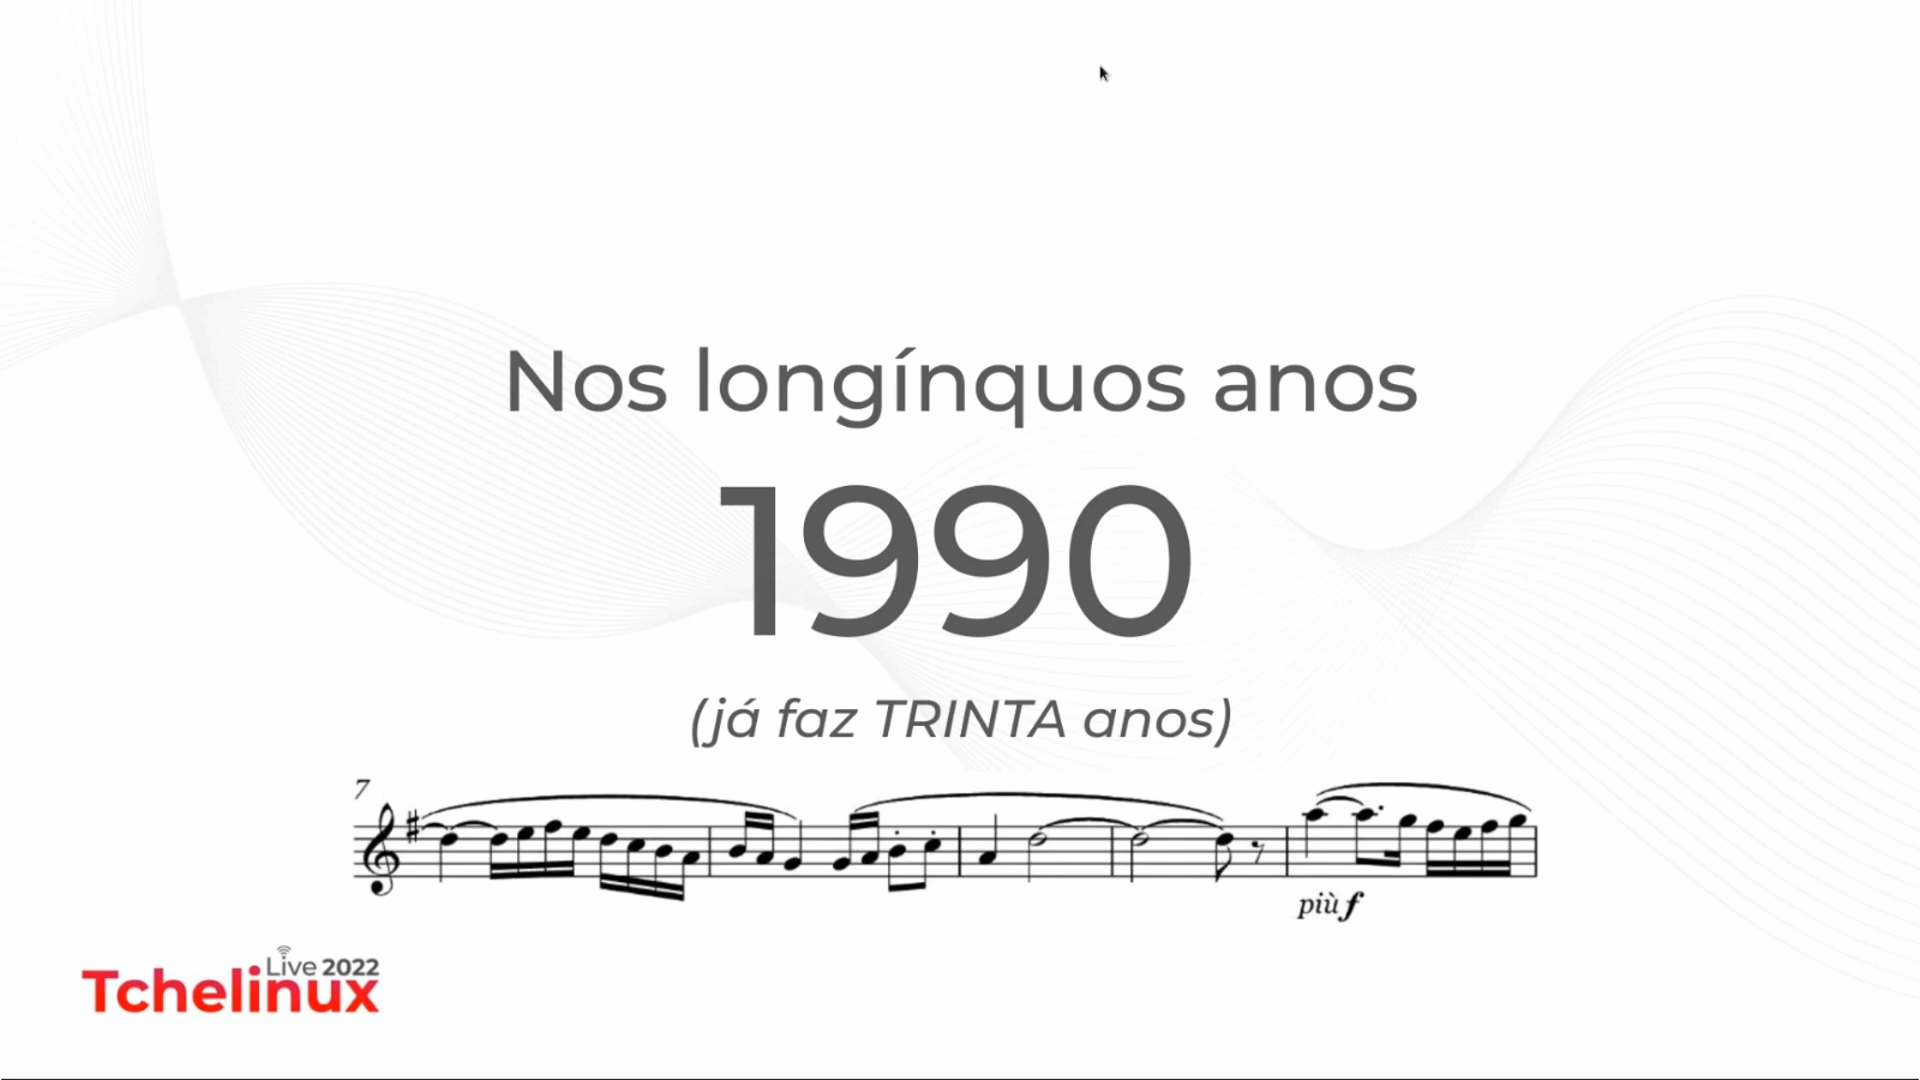 Nos longínquos anos
1990
(já faz TRINTA anos)
7
più f
Live 2022
Tchelinux